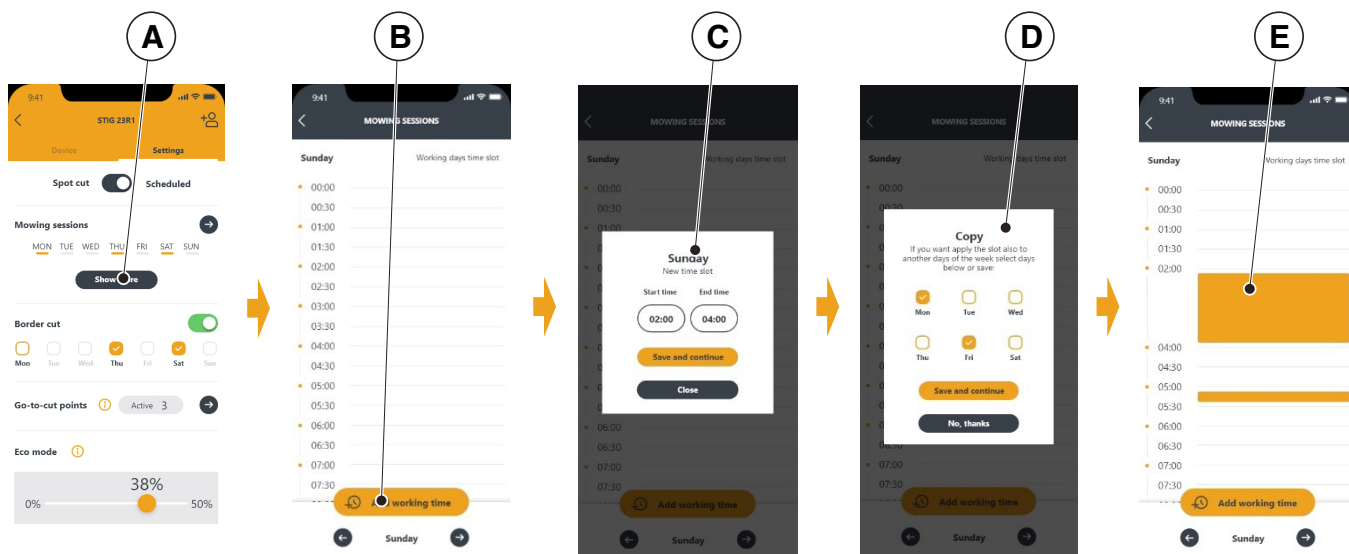 A
B
C
D
E
9:41
STIG 23R1
Device Settings
Spot cut Scheduled
Mowing sessions
MON TUE WED THU FRI SAT SUN
Border cut
Mon Tue Wed Thu Fri Sat Sun
Go-to-cut points Active 3
Eco mode
38%
0% 50%
9:41
MOWING SESSIONS
Sunday Working days time slot
00:00
00:30
01:00
01:30
02:00
02:30
03:00
03:30
04:00
04:30
05:00
05:30
06:00
06:30
07:00
07:30
Add working time
Sunday
MOWING SESSIONS
Sunday Working days time slot
00:00
00:30
01:00
Sunday
New time slot
Start time End time
02:00 04:00
Save and continue
Close
06:00
06:30
07:00
07:30
Add working time
Sunday
MOWING SESSIONS
Sunday Working days time slot
00:00
00:30
Copy
If you want apply the slot also to
another days of the week select days
below or save:
Mon Tue Wed
Thu Fri Sat
Save and continue
No, thanks
06:30
07:00
07:30
Add working time
Sunday
9:41
MOWING SESSIONS
Sunday Working days time slot
00:00
00:30
01:00
01:30
02:00
04:00
04:30
05:00
05:30
06:00
06:30
07:00
07:30
Add working time
Sunday